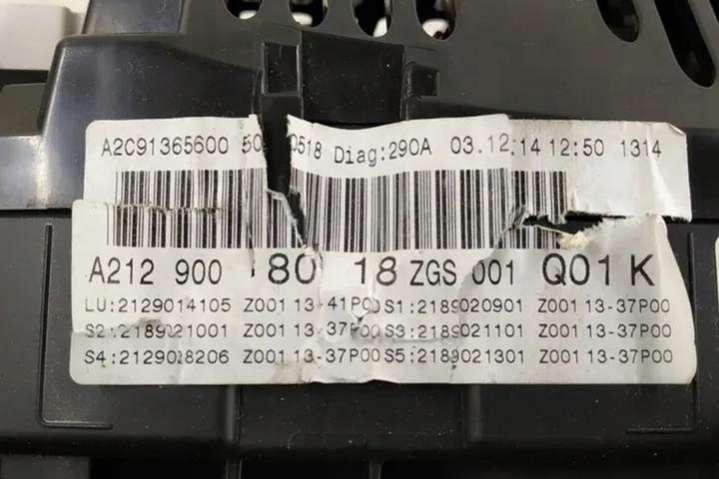 A2C91365600 50 0518 Diag:290A 03.12.14 12:50 1314
A212 900 80 18 ZGS 001 Q01 K
LU:2129014105 Z001 13-41P00 S1:2189020901 Z001 13-37P00
S2:2189021001 Z001 13-37P00 S3:2189021101 Z001 13-37P00
S4:2129028206 Z001 13-37P00 S5:2189021301 Z001 13-37P00